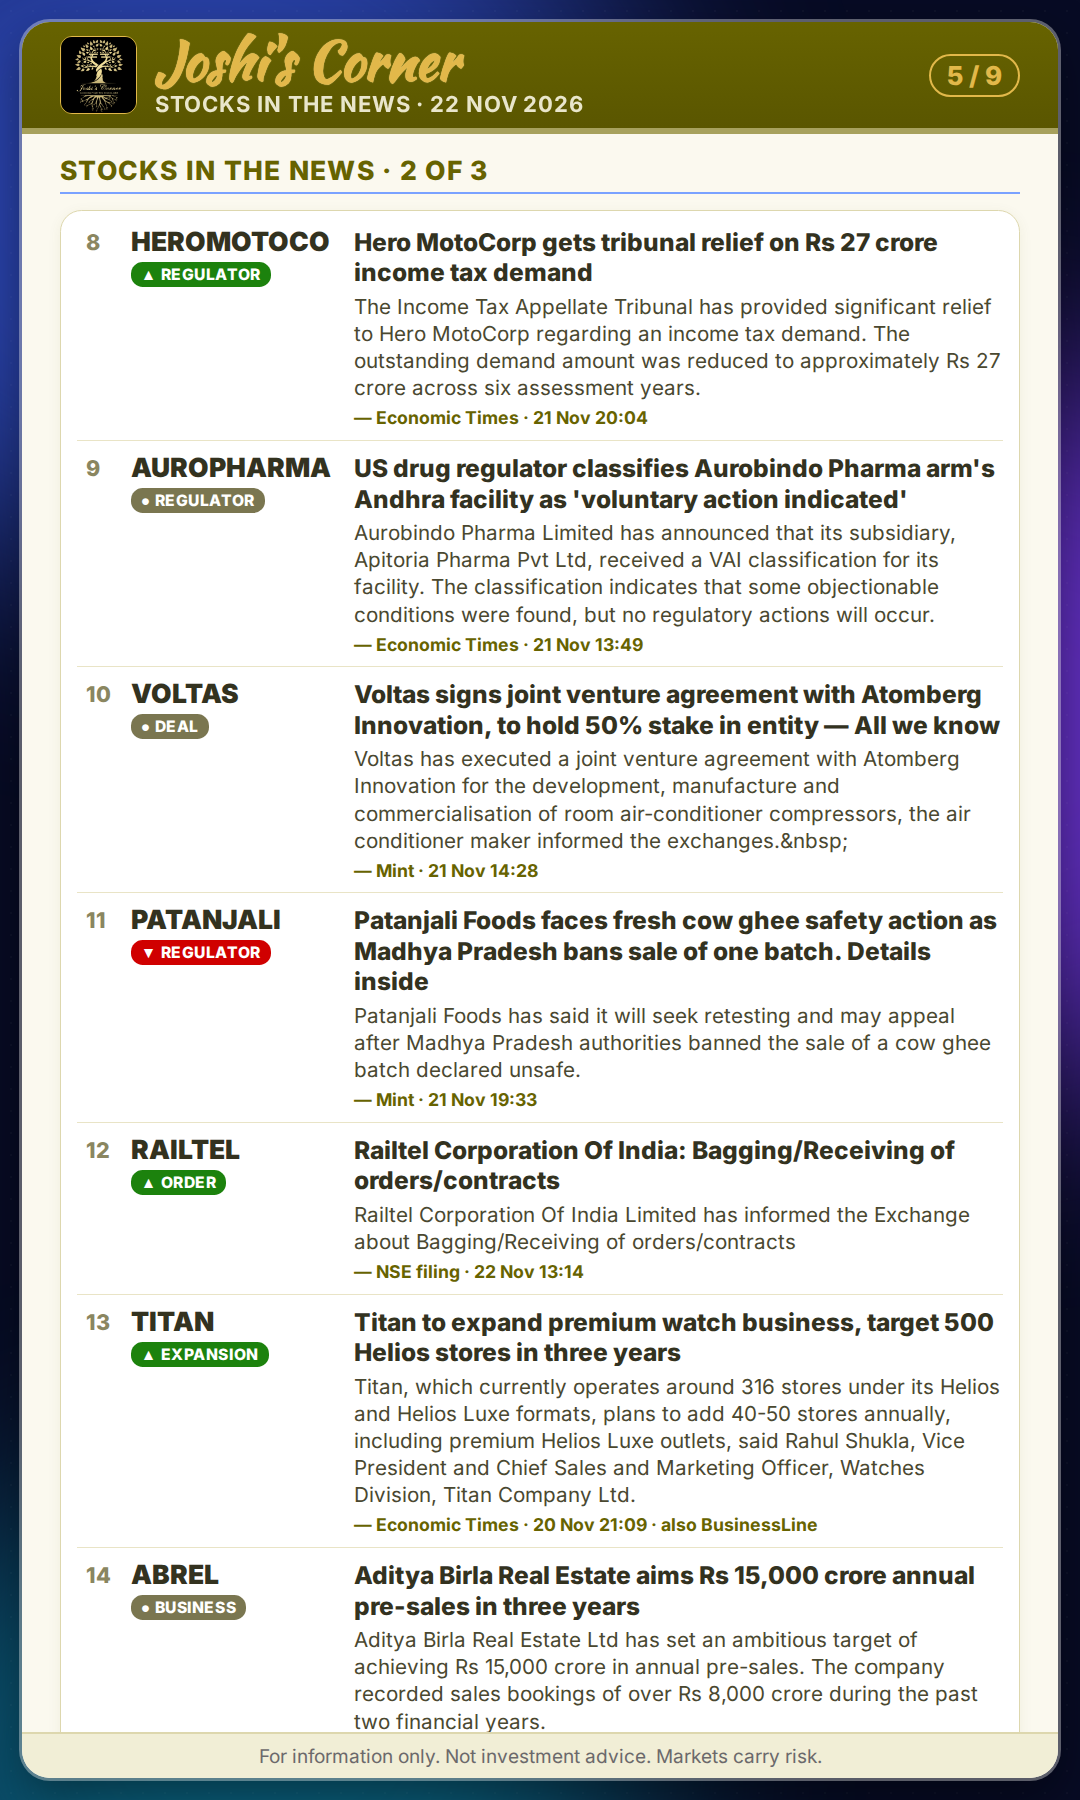 Joshi's Corner
STOCKS IN THE NEWS · 22 NOV 2026
5 / 9
STOCKS IN THE NEWS · 2 OF 3
8
HEROMOTOCO
▲ REGULATOR
Hero MotoCorp gets tribunal relief on Rs 27 crore
income tax demand
The Income Tax Appellate Tribunal has provided significant relief
to Hero MotoCorp regarding an income tax demand. The
outstanding demand amount was reduced to approximately Rs 27
crore across six assessment years.
— Economic Times · 21 Nov 20:04
9
AUROPHARMA
● REGULATOR
US drug regulator classifies Aurobindo Pharma arm's
Andhra facility as 'voluntary action indicated'
Aurobindo Pharma Limited has announced that its subsidiary,
Apitoria Pharma Pvt Ltd, received a VAI classification for its
facility. The classification indicates that some objectionable
conditions were found, but no regulatory actions will occur.
— Economic Times · 21 Nov 13:49
10
VOLTAS
● DEAL
Voltas signs joint venture agreement with Atomberg
Innovation, to hold 50% stake in entity — All we know
Voltas has executed a joint venture agreement with Atomberg
Innovation for the development, manufacture and
commercialisation of room air-conditioner compressors, the air
conditioner maker informed the exchanges.&nbsp;
— Mint · 21 Nov 14:28
11
PATANJALI
▼ REGULATOR
Patanjali Foods faces fresh cow ghee safety action as
Madhya Pradesh bans sale of one batch. Details
inside
Patanjali Foods has said it will seek retesting and may appeal
after Madhya Pradesh authorities banned the sale of a cow ghee
batch declared unsafe.
— Mint · 21 Nov 19:33
12
RAILTEL
▲ ORDER
Railtel Corporation Of India: Bagging/Receiving of
orders/contracts
Railtel Corporation Of India Limited has informed the Exchange
about Bagging/Receiving of orders/contracts
— NSE filing · 22 Nov 13:14
13
TITAN
▲ EXPANSION
Titan to expand premium watch business, target 500
Helios stores in three years
Titan, which currently operates around 316 stores under its Helios
and Helios Luxe formats, plans to add 40-50 stores annually,
including premium Helios Luxe outlets, said Rahul Shukla, Vice
President and Chief Sales and Marketing Officer, Watches
Division, Titan Company Ltd.
— Economic Times · 20 Nov 21:09 · also BusinessLine
14
ABREL
● BUSINESS
Aditya Birla Real Estate aims Rs 15,000 crore annual
pre-sales in three years
Aditya Birla Real Estate Ltd has set an ambitious target of
achieving Rs 15,000 crore in annual pre-sales. The company
recorded sales bookings of over Rs 8,000 crore during the past
two financial years.
For information only. Not investment advice. Markets carry risk.